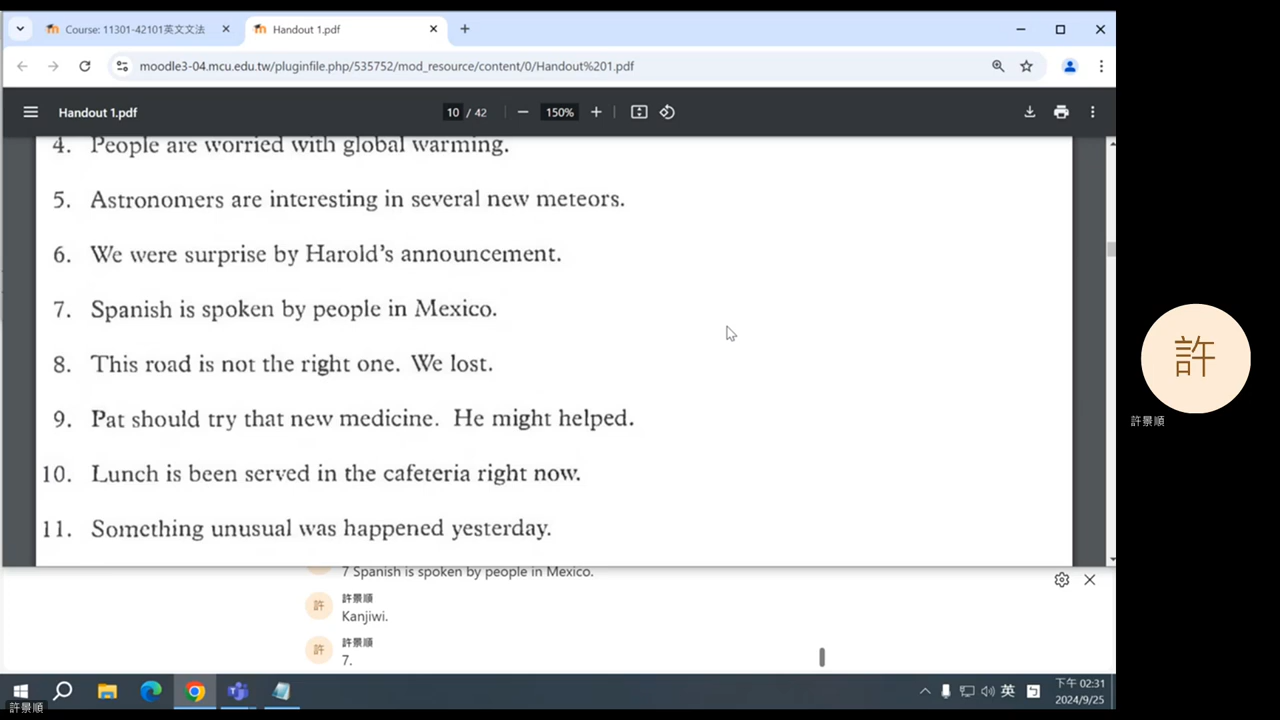 Course: 11301-42101英文文法
Handout 1.pdf
moodle3-04.mcu.edu.tw/pluginfile.php/535752/mod_resource/content/0/Handout%201.pdf
Handout 1.pdf
10 / 42
150%
4. People are worried with global warming.
5. Astronomers are interesting in several new meteors.
6. We were surprise by Harold's announcement.
7. Spanish is spoken by people in Mexico.
8. This road is not the right one. We lost.
9. Pat should try that new medicine. He might helped.
10. Lunch is been served in the cafeteria right now.
11. Something unusual was happened yesterday.
7 Spanish is spoken by people in Mexico.
許 許景順
Kanjiwi.
許 許景順
7.
許
許景順
英
下午 02:31
2024/9/25
許景順